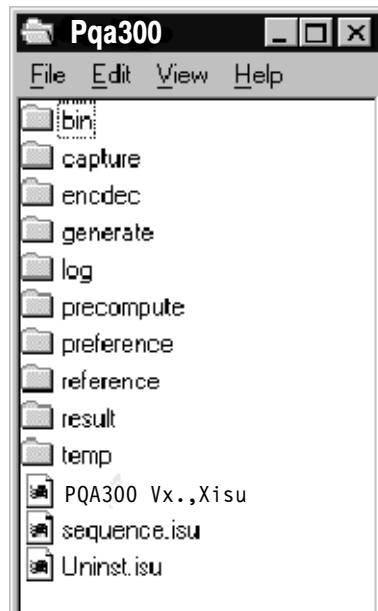 Pqa300
File Edit View Help
bin
capture
encdec
generate
log
precompute
preference
reference
result
temp
PQA300 Vx.,Xisu
sequence.isu
Uninst.isu